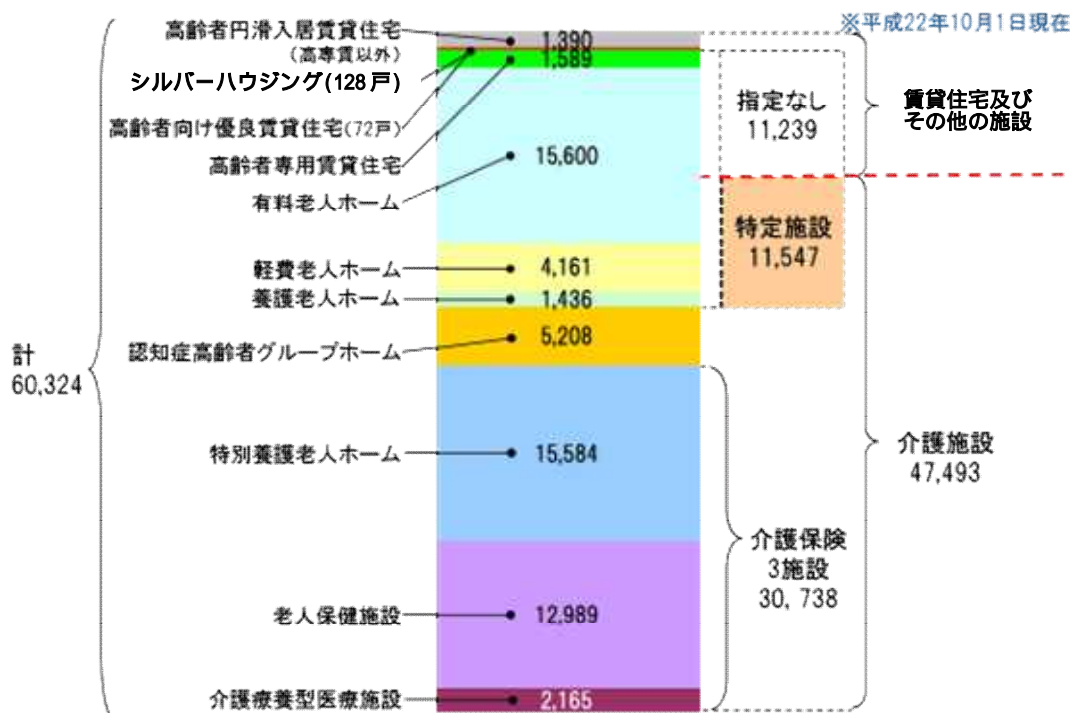 ※平成22年10月1日現在
高齢者円滑入居賃貸住宅
(高専賃以外)
1,390
シルバーハウジング(128戸)
高齢者向け優良賃貸住宅(72戸)
高齢者専用賃貸住宅
1,589
有料老人ホーム
15,600
軽費老人ホーム
4,161
養護老人ホーム
1,436
認知症高齢者グループホーム
5,208
特別養護老人ホーム
15,584
老人保健施設
12,989
介護療養型医療施設
2,165
計
60,324
指定なし
11,239
特定施設
11,547
賃貸住宅及び
その他の施設
介護施設
47,493
介護保険
3施設
30, 738